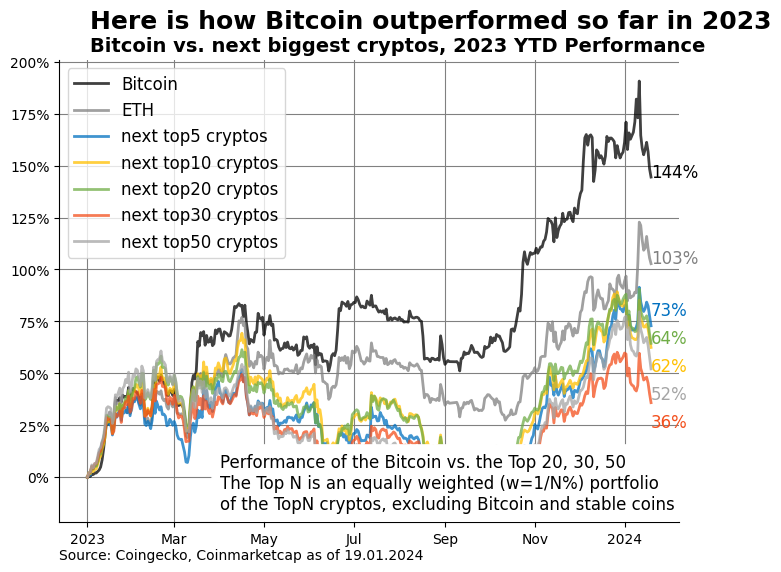 Here is how Bitcoin outperformed so far in 2023
Bitcoin vs. next biggest cryptos, 2023 YTD Performance
200%
175%
150%
125%
100%
75%
50%
25%
0%
Bitcoin
ETH
next top5 cryptos
next top10 cryptos
next top20 cryptos
next top30 cryptos
next top50 cryptos
144%
103%
73%
64%
62%
52%
36%
Performance of the Bitcoin vs. the Top 20, 30, 50
The Top N is an equally weighted (w=1/N%) portfolio
of the TopN cryptos, excluding Bitcoin and stable coins
2023 Mar May Jul Sep Nov 2024
Source: Coingecko, Coinmarketcap as of 19.01.2024